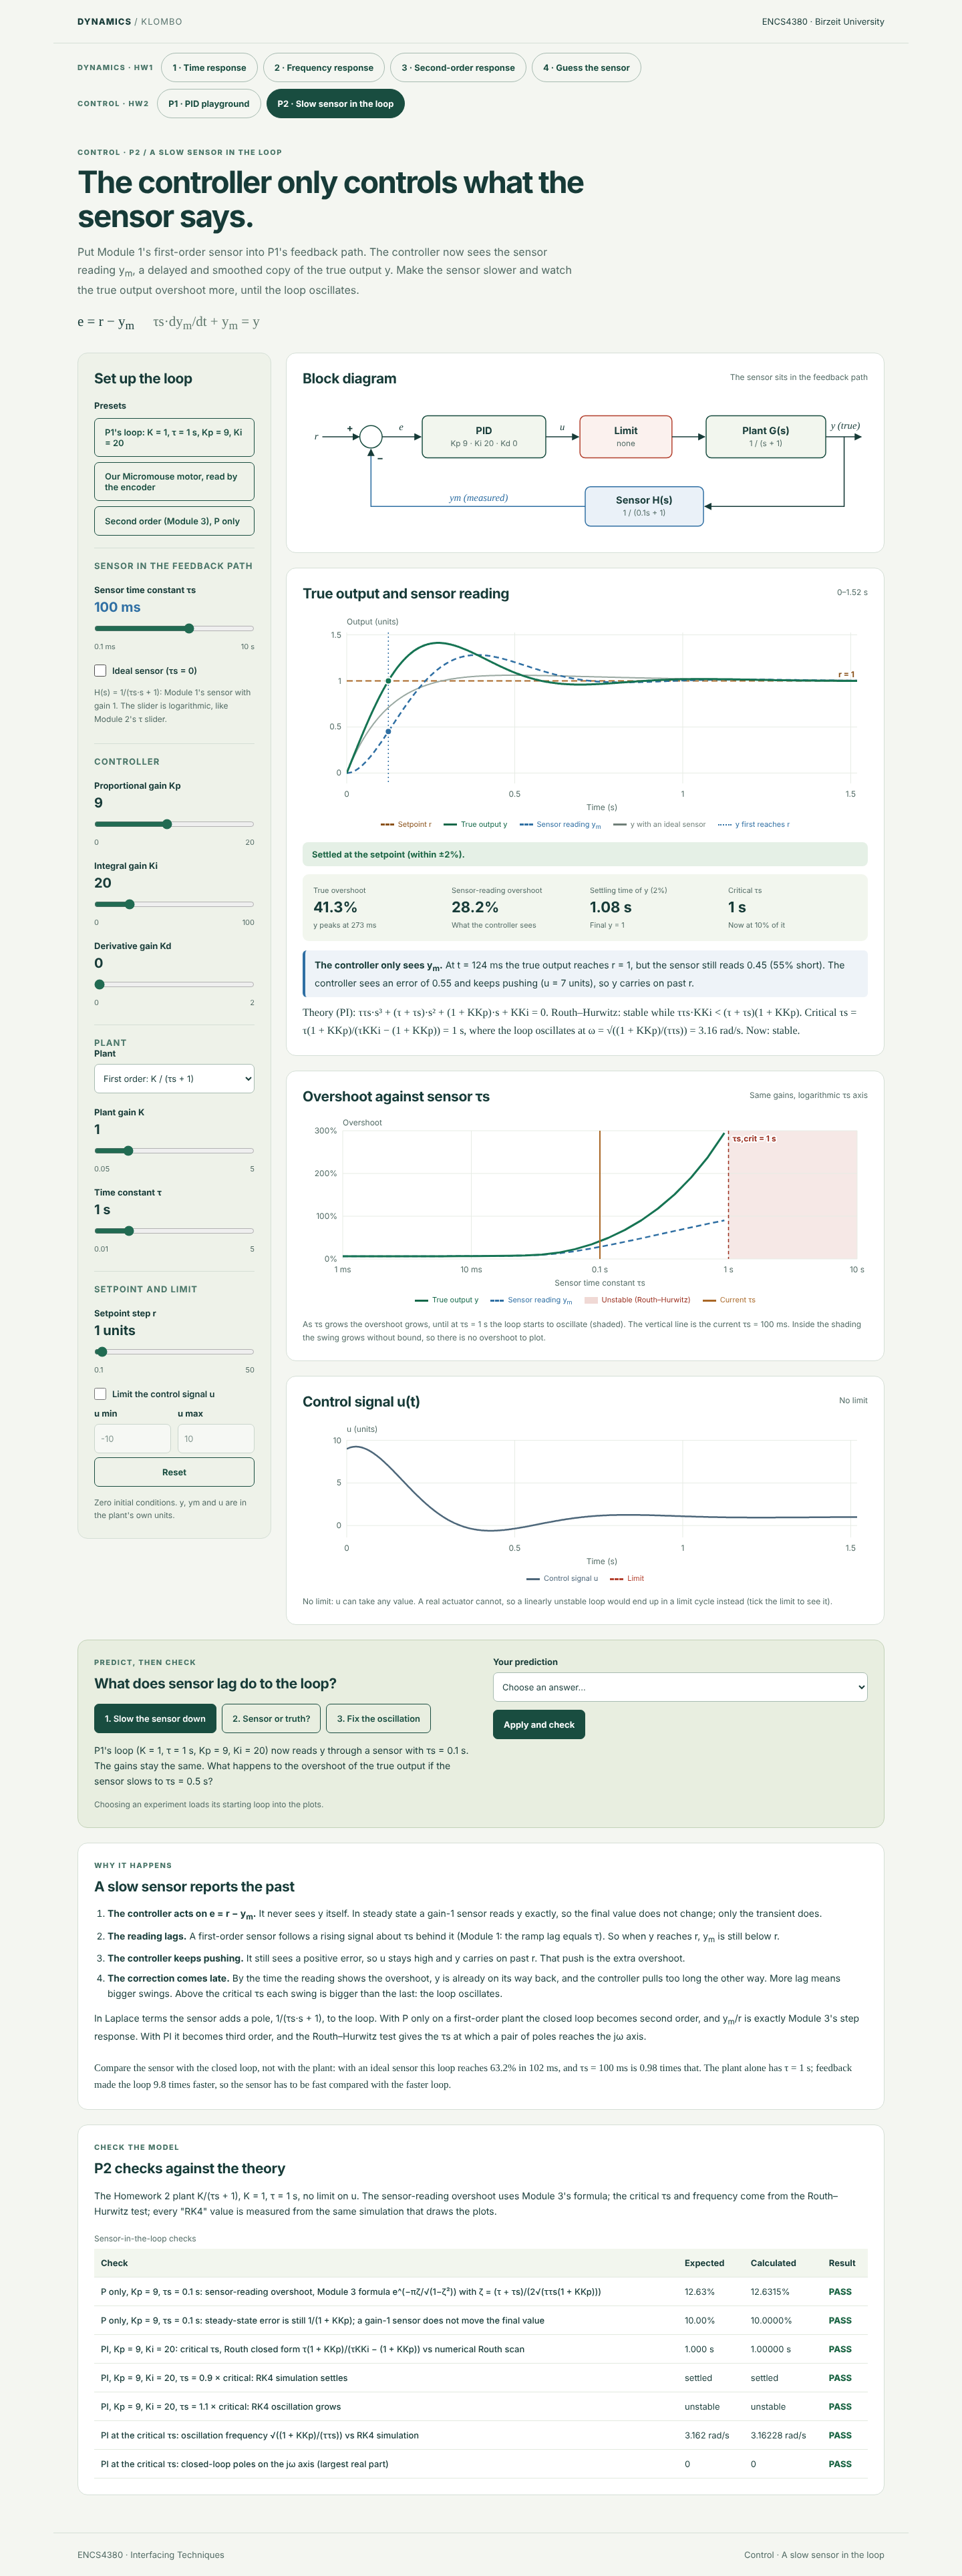 DYNAMICS / KLOMBO
ENCS4380 · Birzeit University
DYNAMICS · HW1
1 · Time response
2 · Frequency response
3 · Second-order response
4 · Guess the sensor
CONTROL · HW2
P1 · PID playground
P2 · Slow sensor in the loop
CONTROL · P2 / A SLOW SENSOR IN THE LOOP
The controller only controls what the
sensor says.
Put Module 1's first-order sensor into P1's feedback path. The controller now sees the sensor
reading ym, a delayed and smoothed copy of the true output y. Make the sensor slower and watch
the true output overshoot more, until the loop oscillates.
e = r − ym
τs·dym/dt + ym = y
Set up the loop
Presets
P1's loop: K = 1, τ = 1 s, Kp = 9, Ki
= 20
Our Micromouse motor, read by
the encoder
Second order (Module 3), P only
SENSOR IN THE FEEDBACK PATH
Sensor time constant τs
100 ms
0.1 ms
10 s
Ideal sensor (τs = 0)
H(s) = 1/(τs·s + 1): Module 1's sensor with
gain 1. The slider is logarithmic, like
Module 2's τ slider.
CONTROLLER
Proportional gain Kp
9
0
20
Integral gain Ki
20
0
100
Derivative gain Kd
0
0
2
PLANT
Plant
First order: K / (τs + 1)
Plant gain K
1
0.05
5
Time constant τ
1 s
0.01
5
SETPOINT AND LIMIT
Setpoint step r
1 units
0.1
50
Limit the control signal u
u min
u max
-10
10
Reset
Zero initial conditions. y, ym and u are in
the plant's own units.
Block diagram
The sensor sits in the feedback path
r
+
−
e
PID
Kp 9 · Ki 20 · Kd 0
u
Limit
none
Plant G(s)
1 / (s + 1)
y (true)
ym (measured)
Sensor H(s)
1 / (0.1s + 1)
True output and sensor reading
0–1.52 s
Output (units)
1.5
1
0.5
0
r = 1
0
0.5
1
1.5
Time (s)
Setpoint r
True output y
Sensor reading ym
y with an ideal sensor
y first reaches r
Settled at the setpoint (within ±2%).
True overshoot
41.3%
y peaks at 273 ms
Sensor-reading overshoot
28.2%
What the controller sees
Settling time of y (2%)
1.08 s
Final y = 1
Critical τs
1 s
Now at 10% of it
The controller only sees ym. At t = 124 ms the true output reaches r = 1, but the sensor still reads 0.45 (55% short). The
controller sees an error of 0.55 and keeps pushing (u = 7 units), so y carries on past r.
Theory (PI): ττs·s³ + (τ + τs)·s² + (1 + KKp)·s + KKi = 0. Routh–Hurwitz: stable while ττs·KKi < (τ + τs)(1 + KKp). Critical τs =
τ(1 + KKp)/(τKKi − (1 + KKp)) = 1 s, where the loop oscillates at ω = √((1 + KKp)/(ττs)) = 3.16 rad/s. Now: stable.
Overshoot against sensor τs
Same gains, logarithmic τs axis
Overshoot
300%
200%
100%
0%
τs,crit = 1 s
1 ms
10 ms
0.1 s
1 s
10 s
Sensor time constant τs
True output y
Sensor reading ym
Unstable (Routh–Hurwitz)
Current τs
As τs grows the overshoot grows, until at τs = 1 s the loop starts to oscillate (shaded). The vertical line is the current τs = 100 ms. Inside the shading
the swing grows without bound, so there is no overshoot to plot.
Control signal u(t)
No limit
u (units)
10
5
0
0
0.5
1
1.5
Time (s)
Control signal u
Limit
No limit: u can take any value. A real actuator cannot, so a linearly unstable loop would end up in a limit cycle instead (tick the limit to see it).
PREDICT, THEN CHECK
What does sensor lag do to the loop?
1. Slow the sensor down
2. Sensor or truth?
3. Fix the oscillation
P1's loop (K = 1, τ = 1 s, Kp = 9, Ki = 20) now reads y through a sensor with τs = 0.1 s.
The gains stay the same. What happens to the overshoot of the true output if the
sensor slows to τs = 0.5 s?
Choosing an experiment loads its starting loop into the plots.
Your prediction
Choose an answer...
Apply and check
WHY IT HAPPENS
A slow sensor reports the past
1. The controller acts on e = r − ym. It never sees y itself. In steady state a gain-1 sensor reads y exactly, so the final value does not change; only the transient does.
2. The reading lags. A first-order sensor follows a rising signal about τs behind it (Module 1: the ramp lag equals τ). So when y reaches r, ym is still below r.
3. The controller keeps pushing. It still sees a positive error, so u stays high and y carries on past r. That push is the extra overshoot.
4. The correction comes late. By the time the reading shows the overshoot, y is already on its way back, and the controller pulls too long the other way. More lag means
bigger swings. Above the critical τs each swing is bigger than the last: the loop oscillates.
In Laplace terms the sensor adds a pole, 1/(τs·s + 1), to the loop. With P only on a first-order plant the closed loop becomes second order, and ym/r is exactly Module 3's step
response. With PI it becomes third order, and the Routh–Hurwitz test gives the τs at which a pair of poles reaches the jω axis.
Compare the sensor with the closed loop, not with the plant: with an ideal sensor this loop reaches 63.2% in 102 ms, and τs = 100 ms is 0.98 times that. The plant alone has τ = 1 s; feedback
made the loop 9.8 times faster, so the sensor has to be fast compared with the faster loop.
CHECK THE MODEL
P2 checks against the theory
The Homework 2 plant K/(τs + 1), K = 1, τ = 1 s, no limit on u. The sensor-reading overshoot uses Module 3's formula; the critical τs and frequency come from the Routh–
Hurwitz test; every "RK4" value is measured from the same simulation that draws the plots.
Sensor-in-the-loop checks
Check Expected Calculated Result
P only, Kp = 9, τs = 0.1 s: sensor-reading overshoot, Module 3 formula e^(−πζ/√(1−ζ²)) with ζ = (τ + τs)/(2√(ττs(1 + KKp))) 12.63% 12.6315% PASS
P only, Kp = 9, τs = 0.1 s: steady-state error is still 1/(1 + KKp); a gain-1 sensor does not move the final value 10.00% 10.0000% PASS
PI, Kp = 9, Ki = 20: critical τs, Routh closed form τ(1 + KKp)/(τKKi − (1 + KKp)) vs numerical Routh scan 1.000 s 1.00000 s PASS
PI, Kp = 9, Ki = 20, τs = 0.9 × critical: RK4 simulation settles settled settled PASS
PI, Kp = 9, Ki = 20, τs = 1.1 × critical: RK4 oscillation grows unstable unstable PASS
PI at the critical τs: oscillation frequency √((1 + KKp)/(ττs)) vs RK4 simulation 3.162 rad/s 3.16228 rad/s PASS
PI at the critical τs: closed-loop poles on the jω axis (largest real part) 0 0 PASS
ENCS4380 · Interfacing Techniques
Control · A slow sensor in the loop